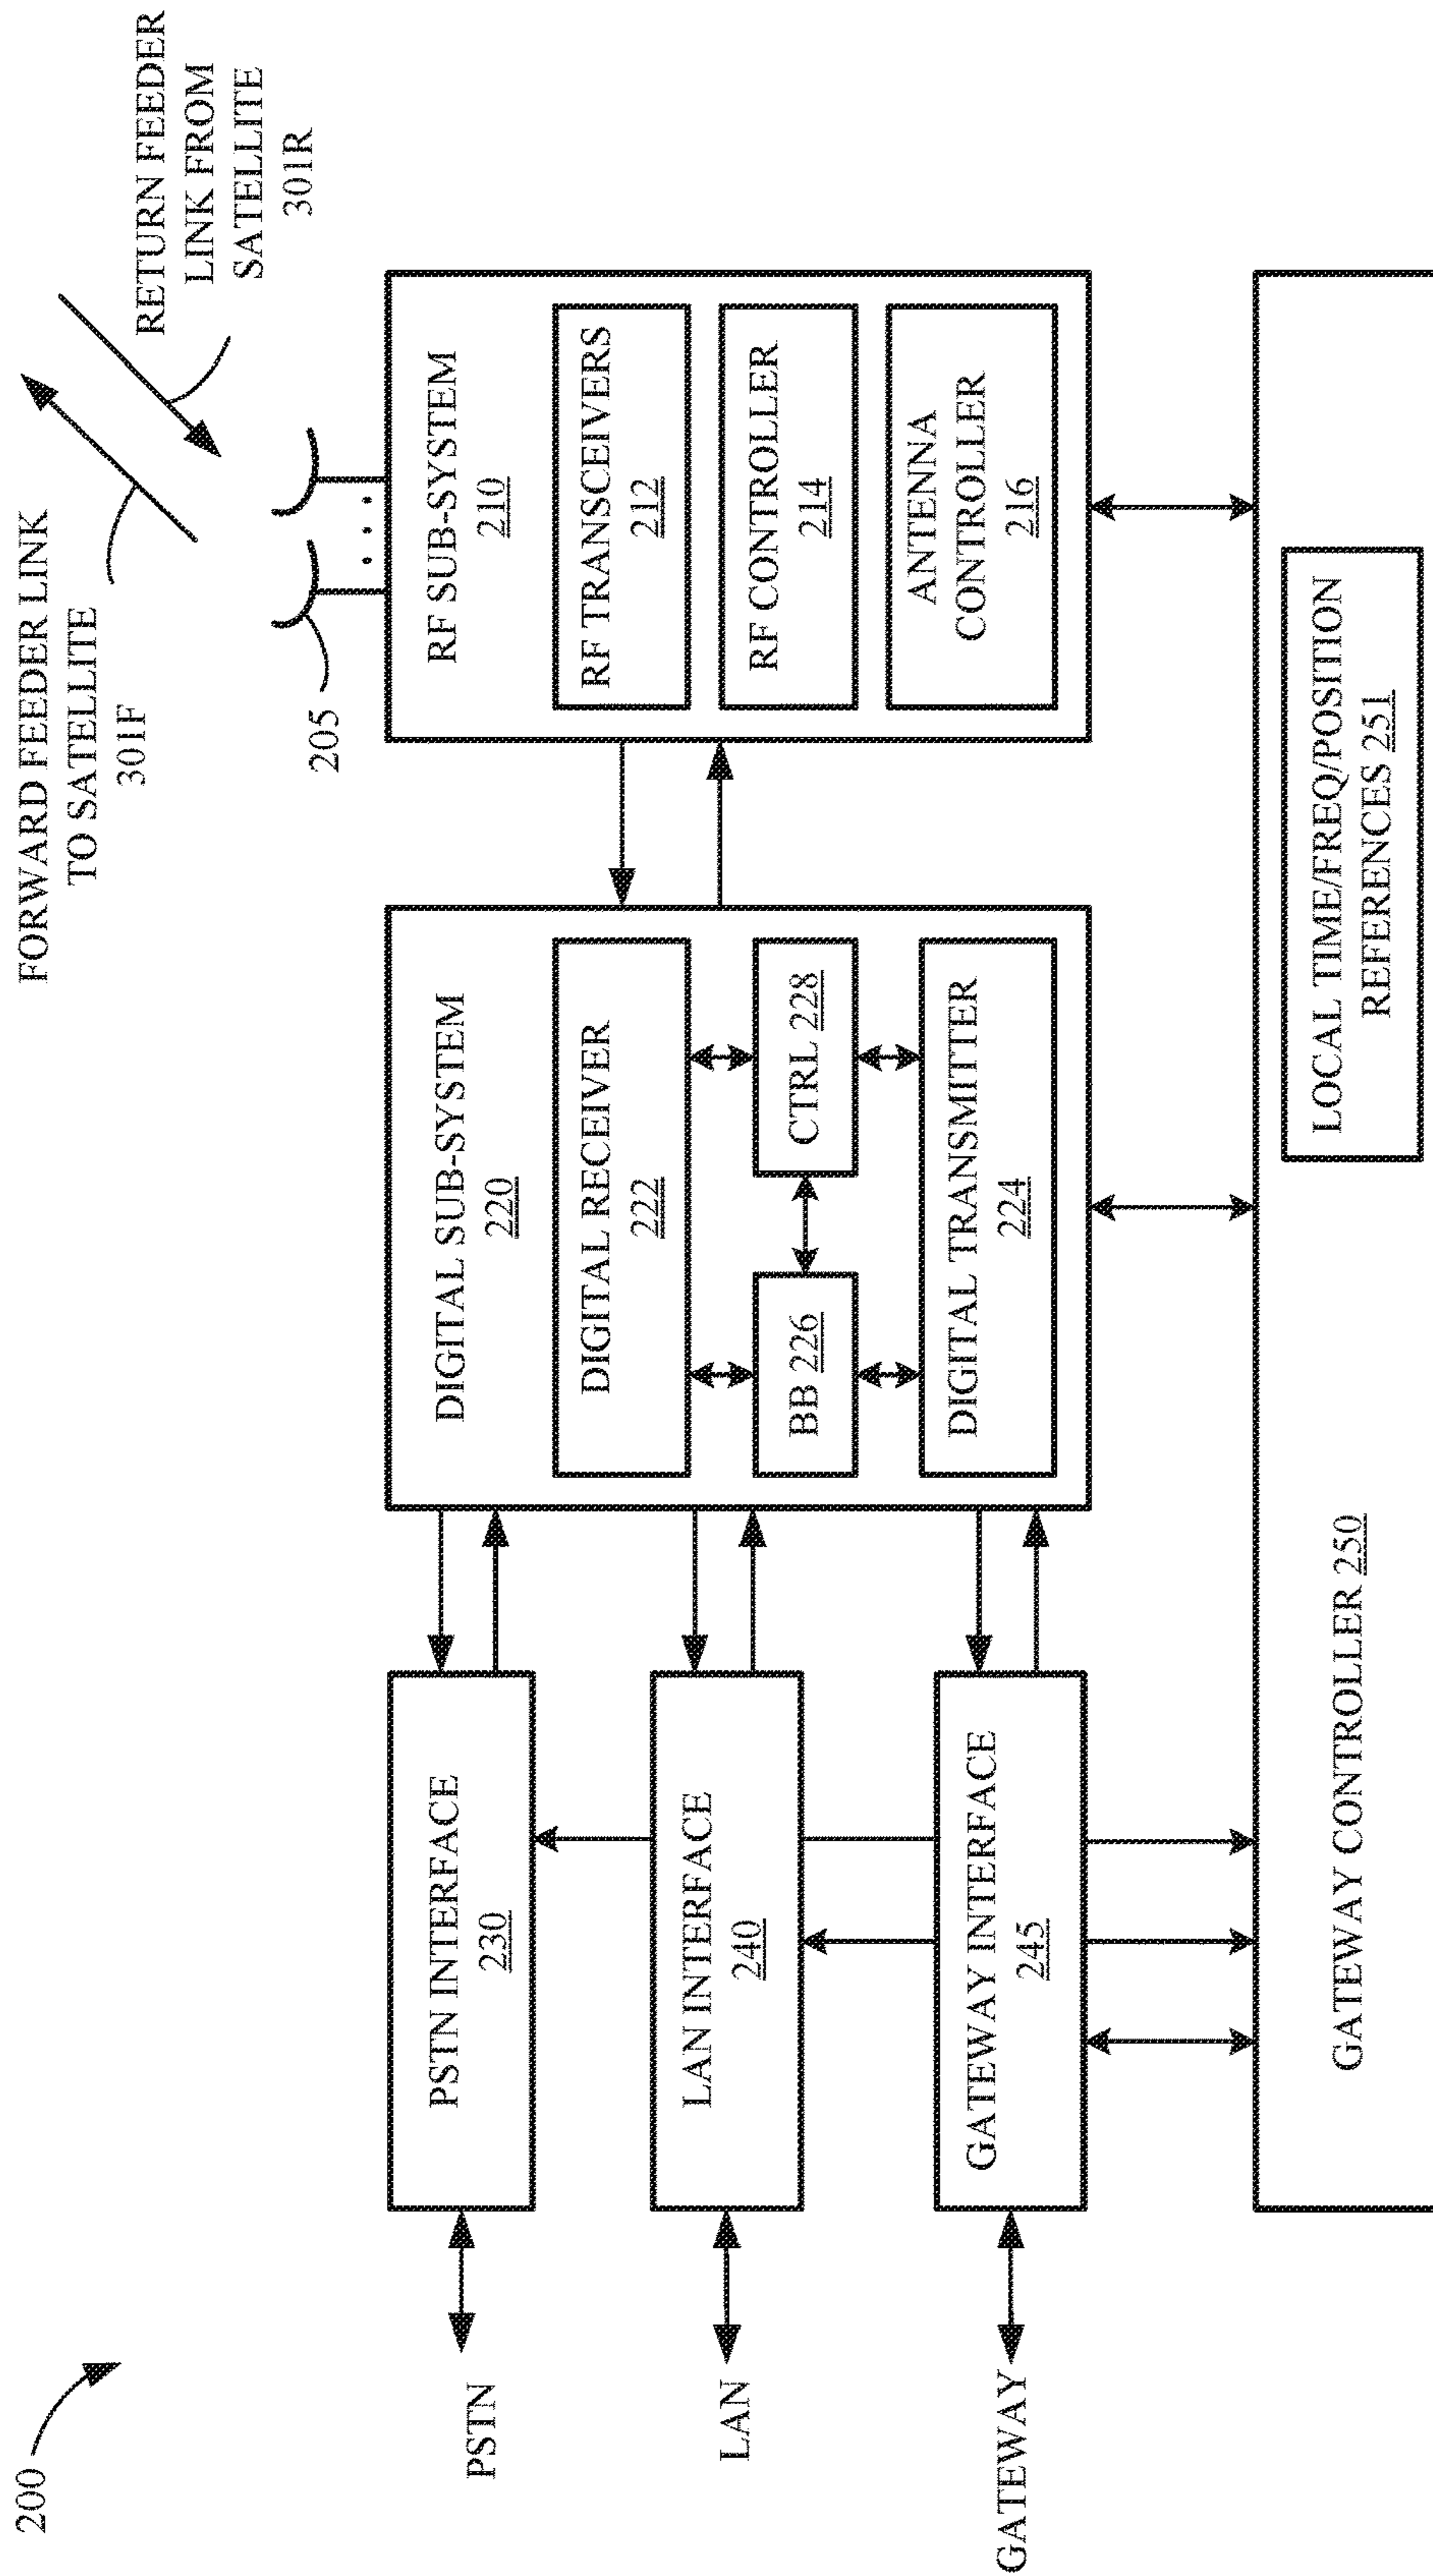 200
FORWARD FEEDER LINK
TO SATELLITE
301F
RETURN FEEDER
LINK FROM
SATELLITE
301R
205
PSTN
PSTN INTERFACE
230
LAN
LAN INTERFACE
240
GATEWAY
GATEWAY INTERFACE
245
DIGITAL SUB-SYSTEM
220
DIGITAL RECEIVER
222
BB 226
CTRL 228
DIGITAL TRANSMITTER
224
RF SUB-SYSTEM
210
RF TRANSCEIVERS
212
RF CONTROLLER
214
ANTENNA
CONTROLLER
216
GATEWAY CONTROLLER 250
LOCAL TIME/FREQ/POSITION
REFERENCES 251